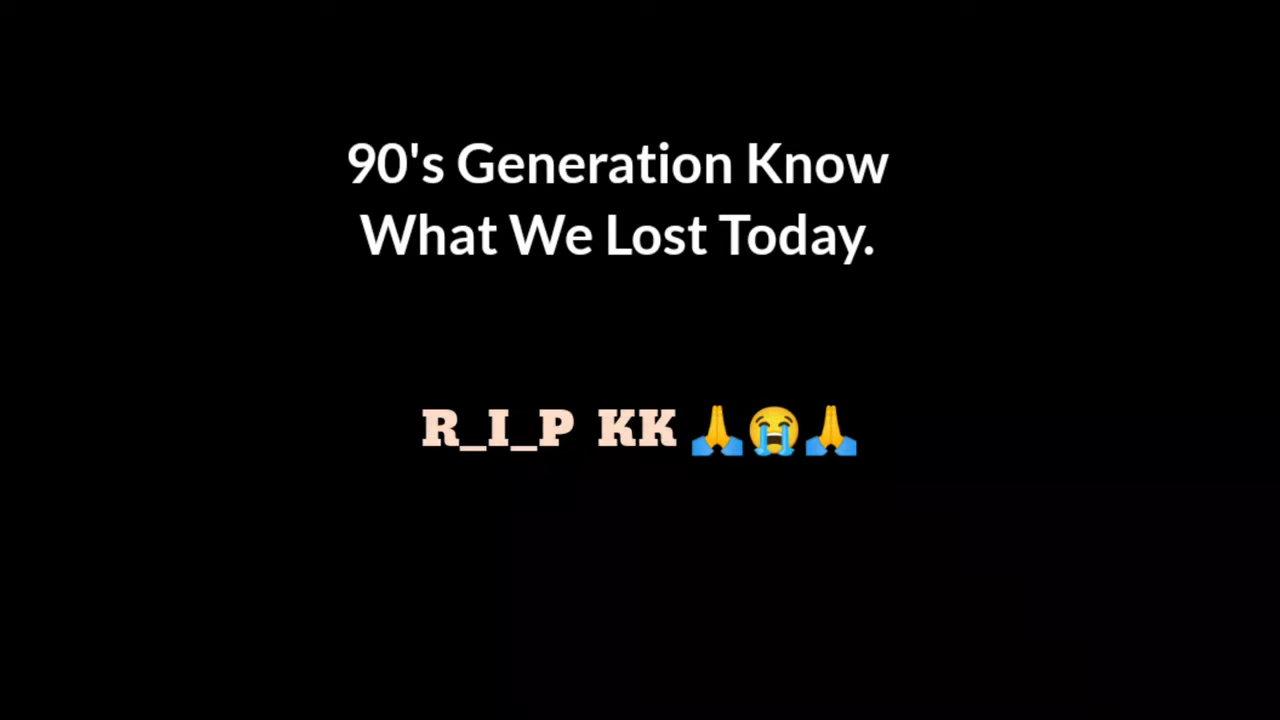 90's Generation Know
What We Lost Today.
R_I_P KK 🙏😭🙏